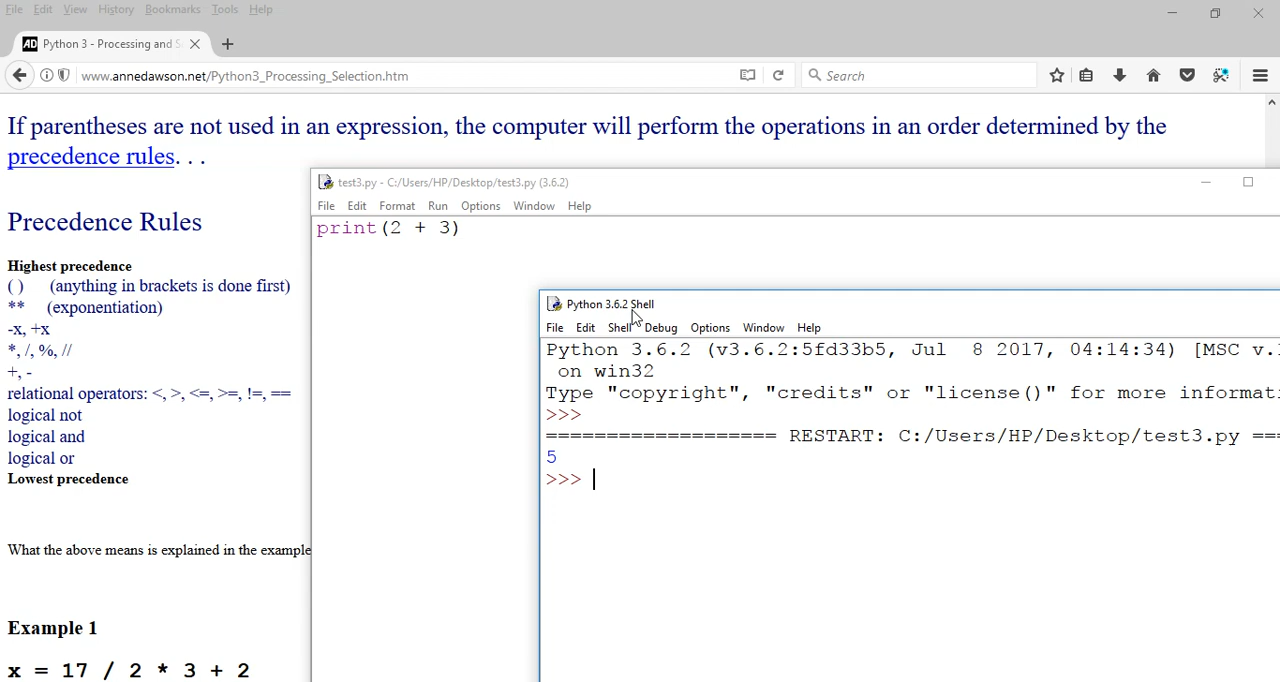 File Edit View History Bookmarks Tools Help
AD Python 3 - Processing and S
www.annedawson.net/Python3_Processing_Selection.htm Search
If parentheses are not used in an expression, the computer will perform the operations in an order determined by the
precedence rules. . .
Precedence Rules
Highest precedence
( ) (anything in brackets is done first)
** (exponentiation)
-x, +x
*, /, %, //
+, -
relational operators: <, >, <=, >=, !=, ==
logical not
logical and
logical or
Lowest precedence
What the above means is explained in the example
Example 1
x = 17 / 2 * 3 + 2
test3.py - C:/Users/HP/Desktop/test3.py (3.6.2)
File Edit Format Run Options Window Help
print(2 + 3)
Python 3.6.2 Shell
File Edit Shell Debug Options Window Help
Python 3.6.2 (v3.6.2:5fd33b5, Jul 8 2017, 04:14:34) [MSC v.
on win32
Type "copyright", "credits" or "license()" for more informati
>>>
=================== RESTART: C:/Users/HP/Desktop/test3.py ===
5
>>>